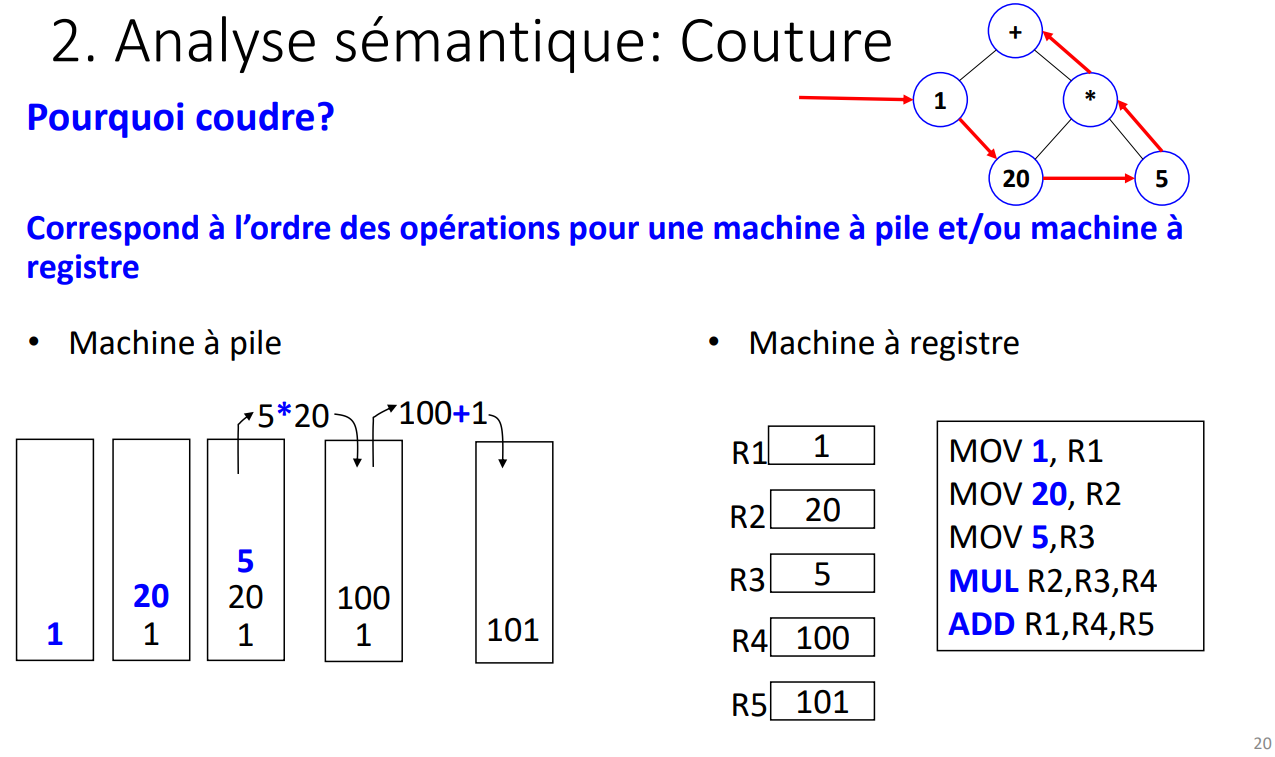 2. Analyse sémantique: Couture
+
1
*
20
5
Pourquoi coudre?
Correspond à l’ordre des opérations pour une machine à pile et/ou machine à
registre
• Machine à pile
5*20
100+1
1
20
1
5
20
1
100
1
101
• Machine à registre
R1 1
R2 20
R3 5
R4 100
R5 101
MOV 1, R1
MOV 20, R2
MOV 5,R3
MUL R2,R3,R4
ADD R1,R4,R5
20